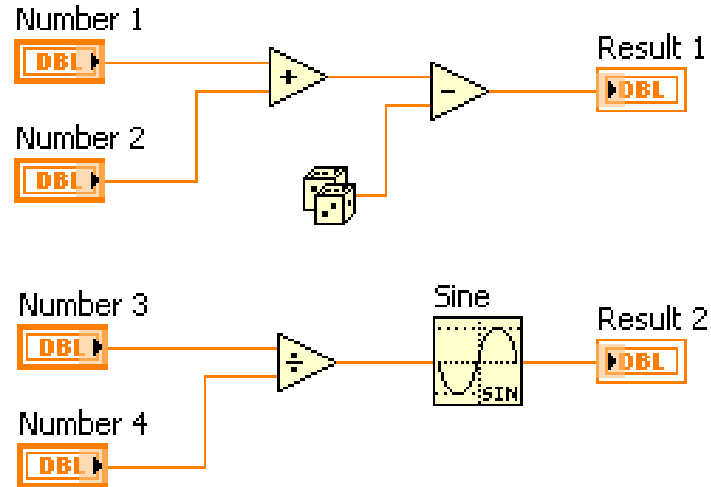 Number 1
DBL
+
-
Result 1
DBL
Number 2
DBL
Number 3
DBL
÷
Sine
SIN
Result 2
DBL
Number 4
DBL